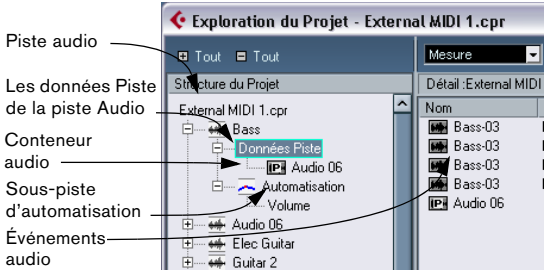 Exploration du Projet - External MIDI 1.cpr
Piste audio
Tout Tout
Mesure
Les données Piste
de la piste Audio
Structure du Projet
Détail :External MIDI
External MIDI 1.cpr
Nom
Bass
Bass-03
Données Piste
Bass-03
Conteneur
audio
Audio 06
Bass-03
Sous-piste
d'automatisation
Automatisation
Bass-03
Volume
Audio 06
Événements
audio
Audio 06
Elec Guitar
Guitar 2